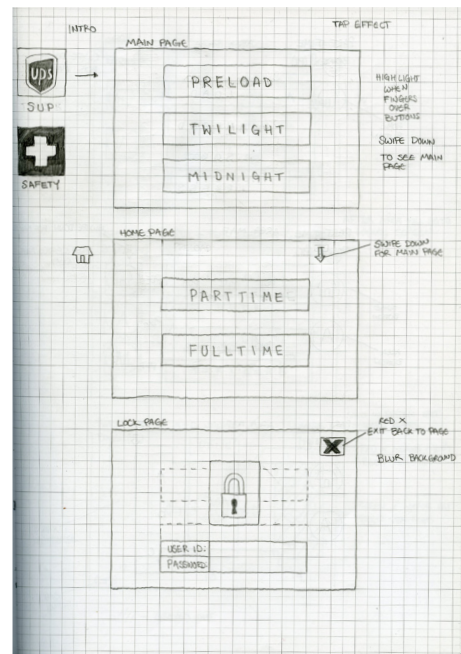 INTRO
TAP EFFECT
MAIN PAGE
ups
SUP
SAFETY
PRELOAD
TWILIGHT
MIDNIGHT
HIGHLIGHT
WHEN
FINGERS
OVER
BUTTONS
SWIPE DOWN
TO SEE MAIN
PAGE
HOME PAGE
SWIPE DOWN
FOR MAIN PAGE
PARTTIME
FULLTIME
LOCK PAGE
RED X
EXIT BACK TO PAGE
X
BLUR BACKGROUND
USER ID:
PASSWORD: